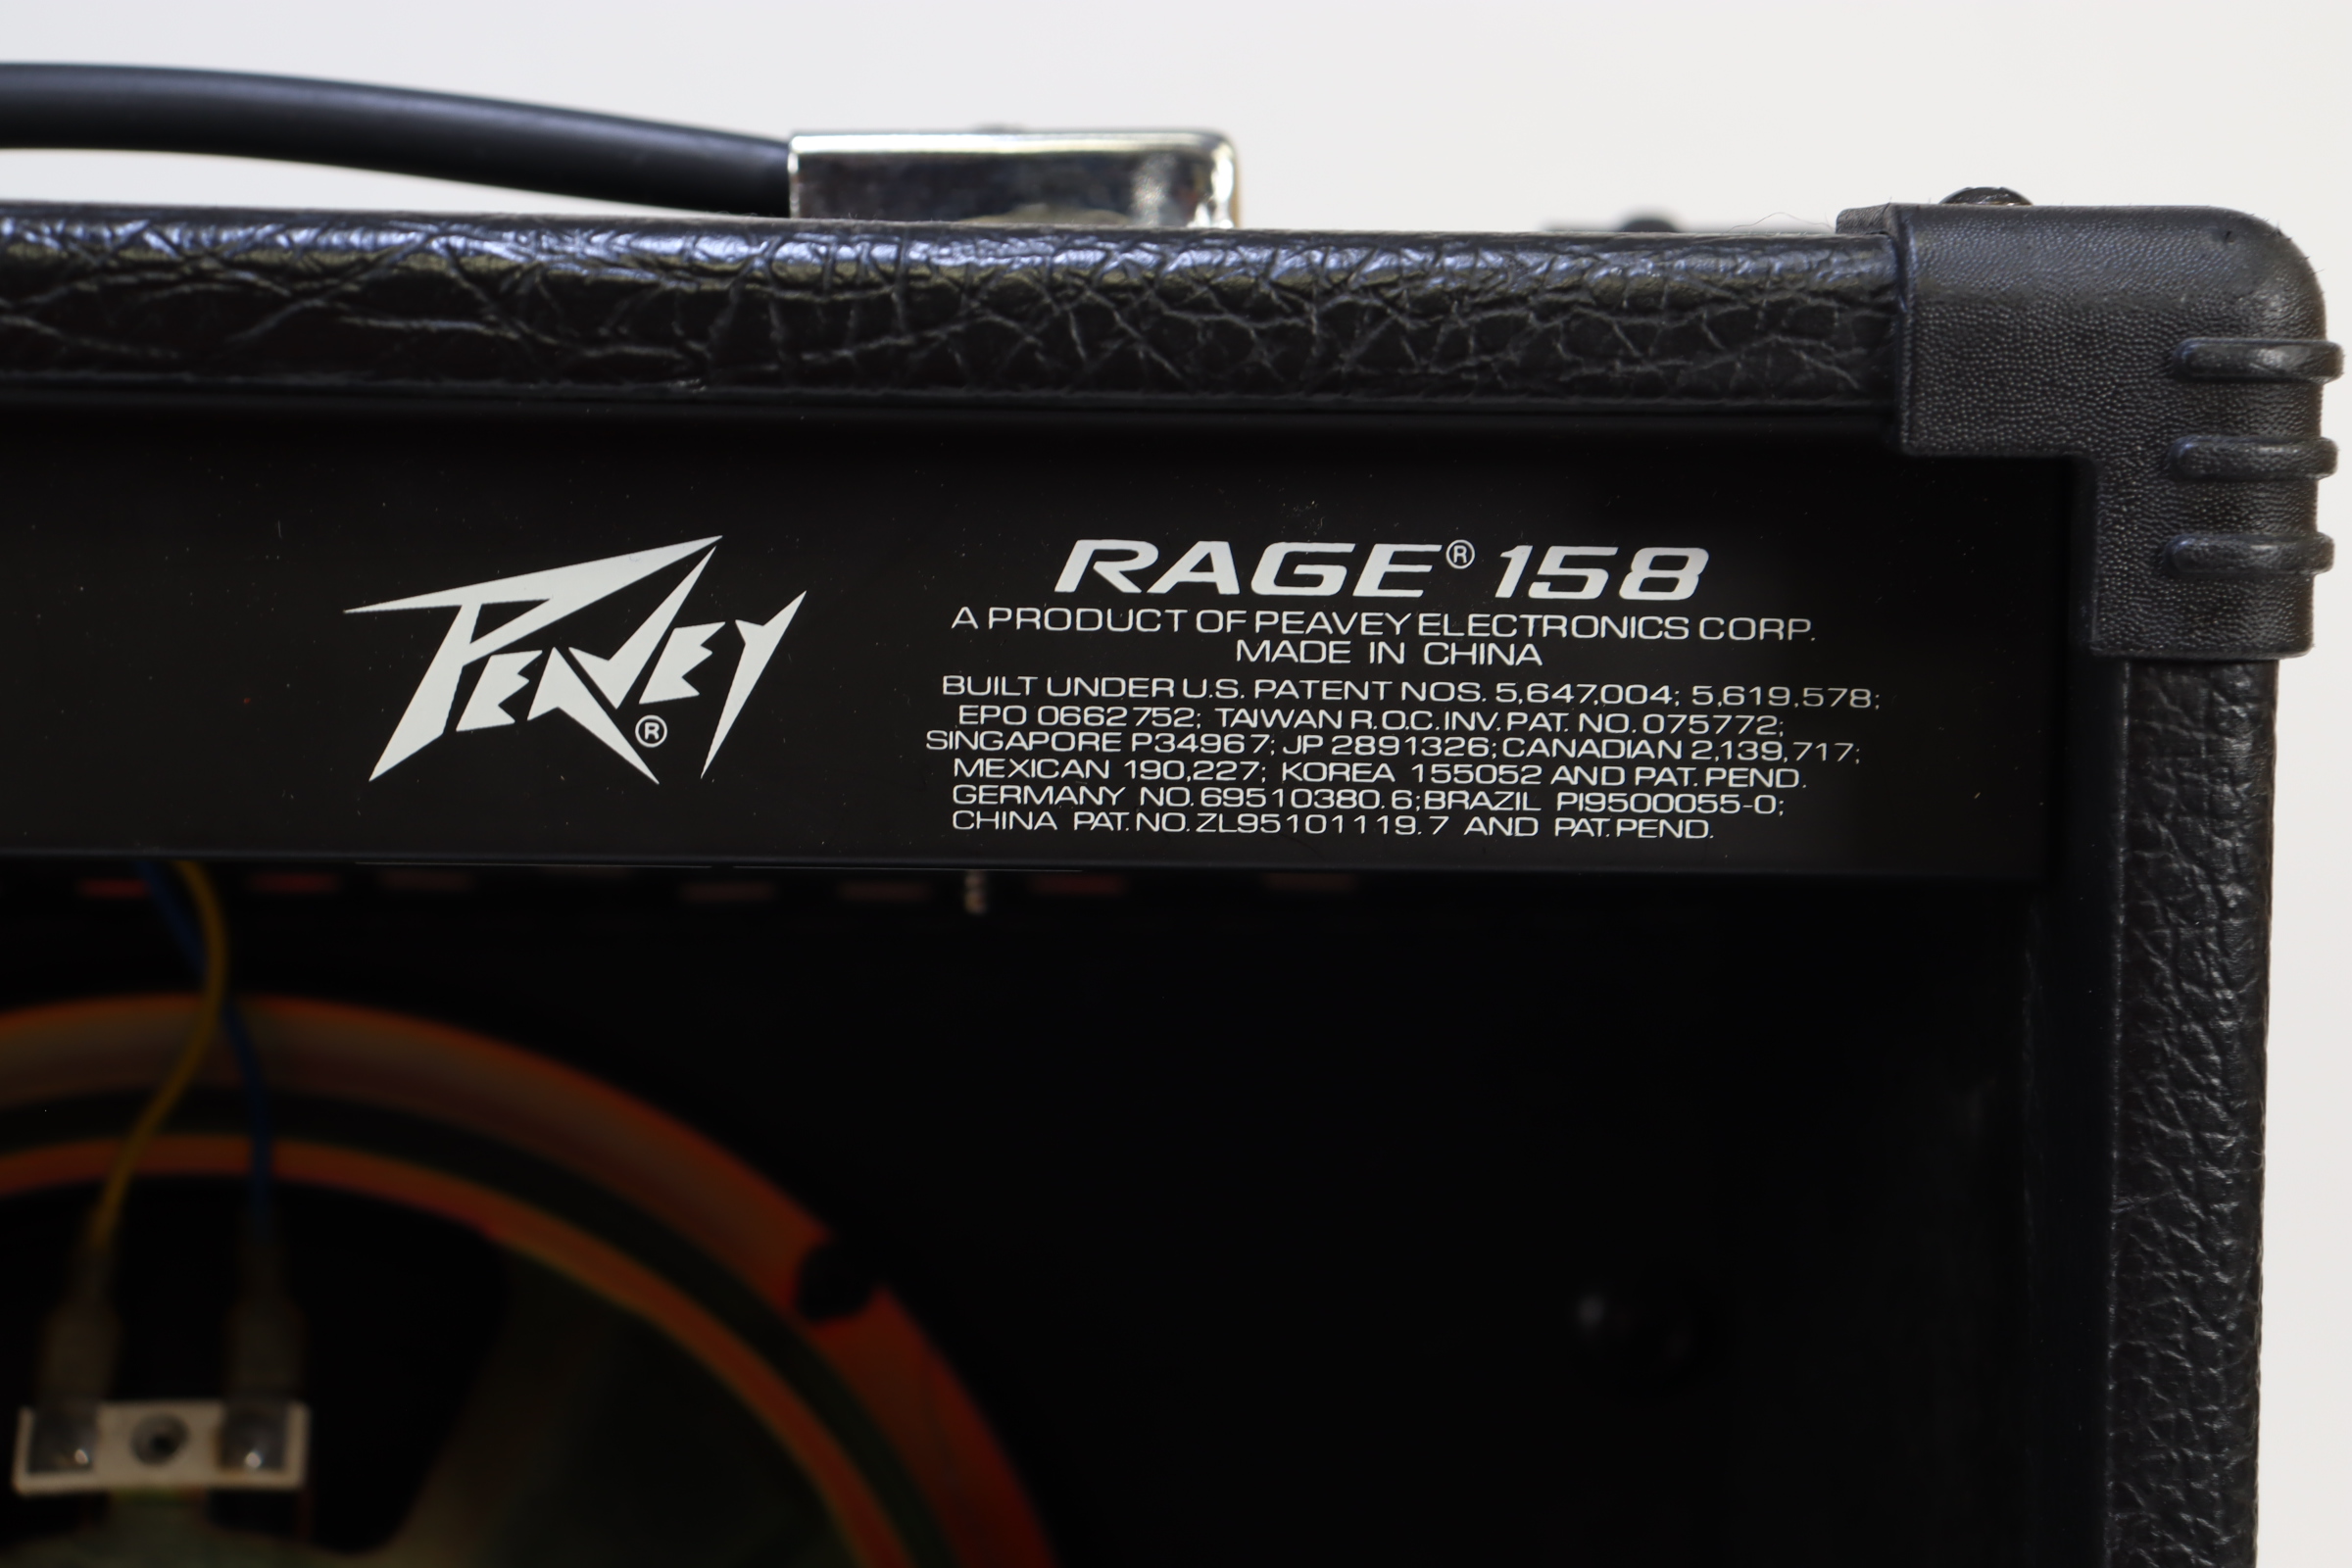 PEAVEY®
RAGE® 158
A PRODUCT OF PEAVEY ELECTRONICS CORP.
MADE IN CHINA
BUILT UNDER U.S. PATENT NOS. 5,647,004; 5,619,578;
EPO 0662752; TAIWAN R.O.C. INV. PAT. NO. 075772;
SINGAPORE P34967; JP 2891326; CANADIAN 2,139,717;
MEXICAN 190,227; KOREA 155052 AND PAT. PEND.
GERMANY NO. 69510380.6; BRAZIL PI9500055-0;
CHINA PAT. NO. ZL95101119.7 AND PAT. PEND.